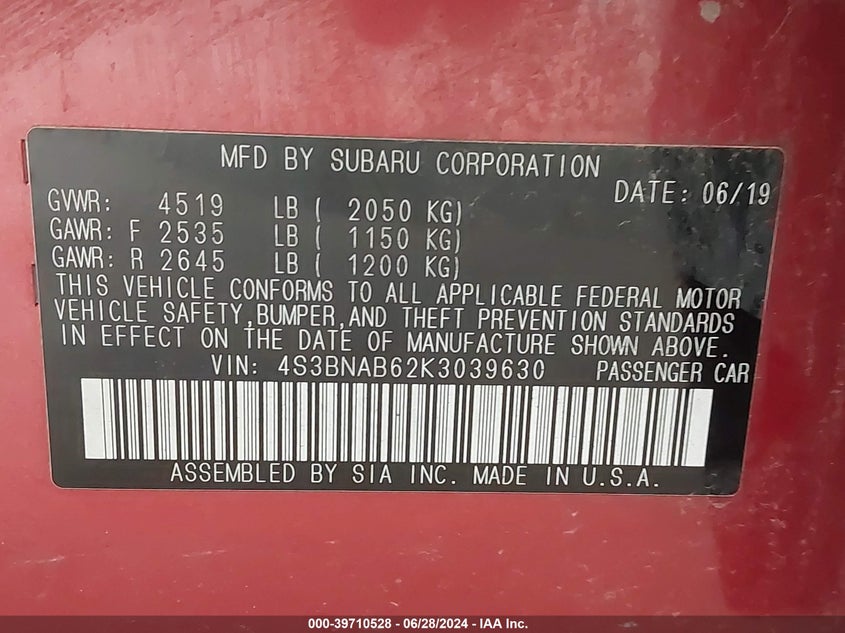 MFD BY SUBARU CORPORATION
DATE: 06/19
GVWR: 4519 LB ( 2050 KG)
GAWR: F 2535 LB ( 1150 KG)
GAWR: R 2645 LB ( 1200 KG)
THIS VEHICLE CONFORMS TO ALL APPLICABLE FEDERAL MOTOR
VEHICLE SAFETY,BUMPER,AND THEFT PREVENTION STANDARDS
IN EFFECT ON THE DATE OF MANUFACTURE SHOWN ABOVE.
VIN: 4S3BNAB62K3039630 PASSENGER CAR
ASSEMBLED BY SIA INC. MADE IN U.S.A.
000-39710528 - 06/28/2024 - IAA Inc.